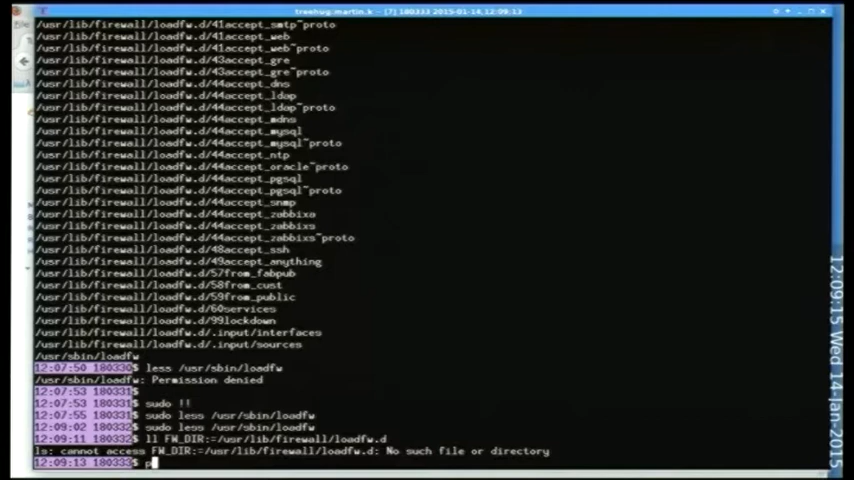 treehug:martin.k - [7] 180333 2015-01-14,12:09:13
/usr/lib/firewall/loadfw.d/41accept_smtp~proto
/usr/lib/firewall/loadfw.d/41accept_web
/usr/lib/firewall/loadfw.d/41accept_web~proto
/usr/lib/firewall/loadfw.d/43accept_gre
/usr/lib/firewall/loadfw.d/43accept_gre~proto
/usr/lib/firewall/loadfw.d/44accept_dns
/usr/lib/firewall/loadfw.d/44accept_ldap
/usr/lib/firewall/loadfw.d/44accept_ldap~proto
/usr/lib/firewall/loadfw.d/44accept_mdns
/usr/lib/firewall/loadfw.d/44accept_mysql
/usr/lib/firewall/loadfw.d/44accept_mysql~proto
/usr/lib/firewall/loadfw.d/44accept_ntp
/usr/lib/firewall/loadfw.d/44accept_oracle~proto
/usr/lib/firewall/loadfw.d/44accept_pgsql
/usr/lib/firewall/loadfw.d/44accept_pgsql~proto
/usr/lib/firewall/loadfw.d/44accept_snmp
/usr/lib/firewall/loadfw.d/44accept_zabbixa
/usr/lib/firewall/loadfw.d/44accept_zabbixs
/usr/lib/firewall/loadfw.d/44accept_zabbixs~proto
/usr/lib/firewall/loadfw.d/48accept_ssh
/usr/lib/firewall/loadfw.d/49accept_anything
/usr/lib/firewall/loadfw.d/57from_fabpub
/usr/lib/firewall/loadfw.d/58from_cust
/usr/lib/firewall/loadfw.d/59from_public
/usr/lib/firewall/loadfw.d/60services
/usr/lib/firewall/loadfw.d/99lockdown
/usr/lib/firewall/loadfw.d/.input/interfaces
/usr/lib/firewall/loadfw.d/.input/sources
/usr/sbin/loadfw
12:07:50 180330$ less /usr/sbin/loadfw
/usr/sbin/loadfw: Permission denied
12:07:53 180331$
12:07:53 180331$ sudo !!
12:07:55 180331$ sudo less /usr/sbin/loadfw
12:09:02 180332$ sudo less /usr/sbin/loadfw
12:09:11 180332$ ll FW_DIR:=/usr/lib/firewall/loadfw.d
ls: cannot access FW_DIR:=/usr/lib/firewall/loadfw.d: No such file or directory
12:09:13 180333$ p
12:09:15 Wed 14-Jan-2015